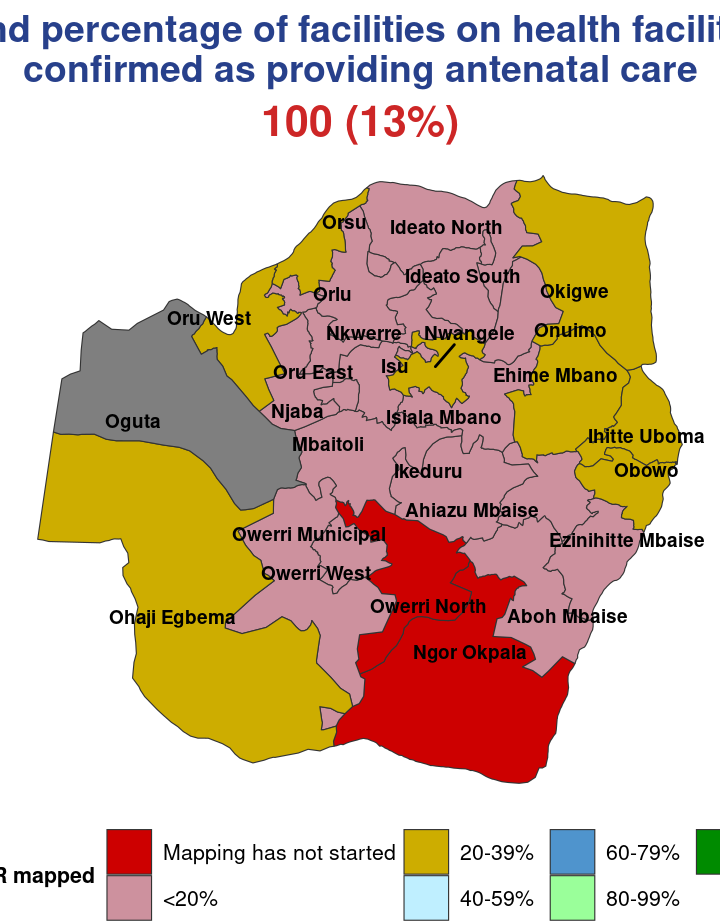 nd percentage of facilities on health facilit
confirmed as providing antenatal care
100 (13%)
Orsu
Ideato North
Ideato South
Orlu
Okigwe
Oru West
Nkwerre
Nwangele
Onuimo
Isu
Oru East
Ehime Mbano
Njaba
Isiala Mbano
Oguta
Mbaitoli
Ihitte Uboma
Ikeduru
Obowo
Ahiazu Mbaise
Owerri Municipal
Ezinihitte Mbaise
Owerri West
Owerri North
Ohaji Egbema
Aboh Mbaise
Ngor Okpala
R mapped
Mapping has not started
20-39%
60-79%
<20%
40-59%
80-99%